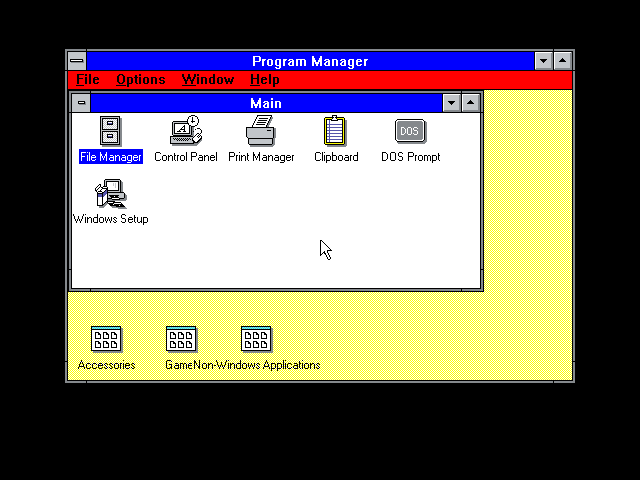 Program Manager
File Options Window Help
Main
File Manager Control Panel Print Manager Clipboard DOS Prompt
DOS
Windows Setup
Accessories GameNon-Windows Applications